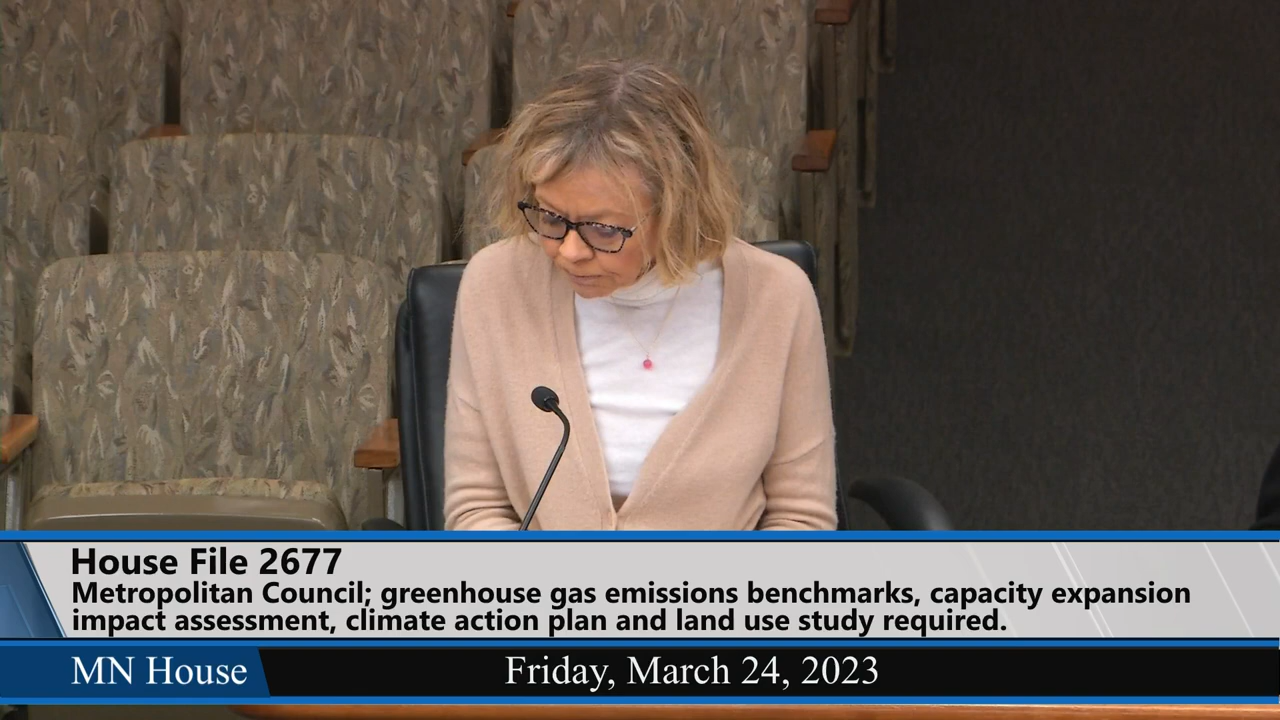 House File 2677
Metropolitan Council; greenhouse gas emissions benchmarks, capacity expansion
impact assessment, climate action plan and land use study required.
MN House
Friday, March 24, 2023